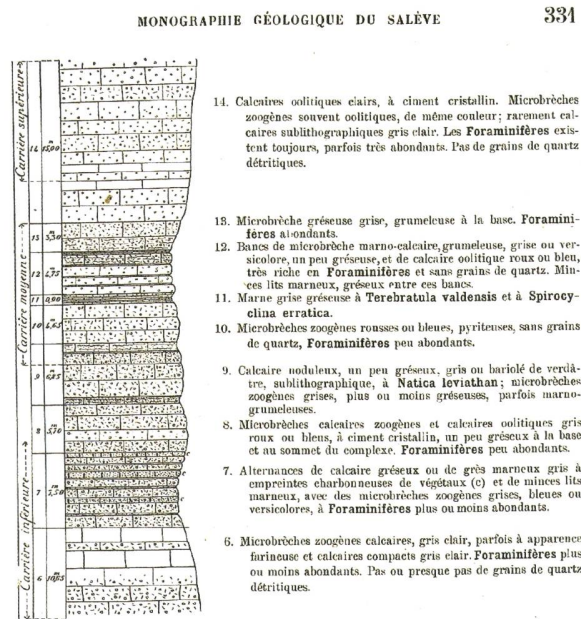 MONOGRAPHIE GÉOLOGIQUE DU SALÈVE
331
Carrière supérieure
Carrière moyenne
Carrière inférieure
14
m
15,00
13
3,30
12
4,75
11
0,90
10
4,65
9
8
5,70
7
6
14. Calcaires oolitiques clairs, à ciment cristallin. Microbrèches
zoogènes souvent oolitiques, de même couleur; rarement cal-
caires sublithographiques gris clair. Les Foraminifères exis-
tent toujours, parfois très abondants. Pas de grains de quartz
détritiques.
13. Microbrèche gréseuse grise, grumeleuse à la base. Foramini-
fères abondants.
12. Bancs de microbrèche marno-calcaire, grumeleuse, grise ou ver-
sicolore, un peu gréseuse, et de calcaire oolitique roux ou bleu,
très riche en Foraminifères et sans grains de quartz. Min-
ces lits marneux, gréseux entre ces bancs.
11. Marne grise gréseuse à Terebratula valdensis et à Spirocy-
clina erratica.
10. Microbrèches zoogènes rousses ou bleues, pyriteuses, sans grains
de quartz, Foraminifères peu abondants.
9. Calcaire noduleux, un peu gréseux, gris ou bariolé de verdâ-
tre, sublithographique, à Natica leviathan; microbrèches
zoogènes grises, plus ou moins gréseuses, parfois marno-
grumeleuses.
8. Microbrèches calcaires zoogènes et calcaires oolitiques gris
roux ou bleus, à ciment cristallin, un peu gréseux à la base
et au sommet du complexe. Foraminifères peu abondants.
7. Alternances de calcaire gréseux ou de grès marneux gris à
empreintes charbonneuses de végétaux (c) et de minces lits
marneux, avec des microbrèches zoogènes grises, bleues ou
versicolores, à Foraminifères plus ou moins abondants.
6. Microbrèches zoogènes calcaires, gris clair, parfois à apparence
farineuse et calcaires compacts gris clair. Foraminifères plus
ou moins abondants. Pas ou presque pas de grains de quartz
détritiques.